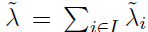 λ̃ = ∑_{i∈I} λ̃_i